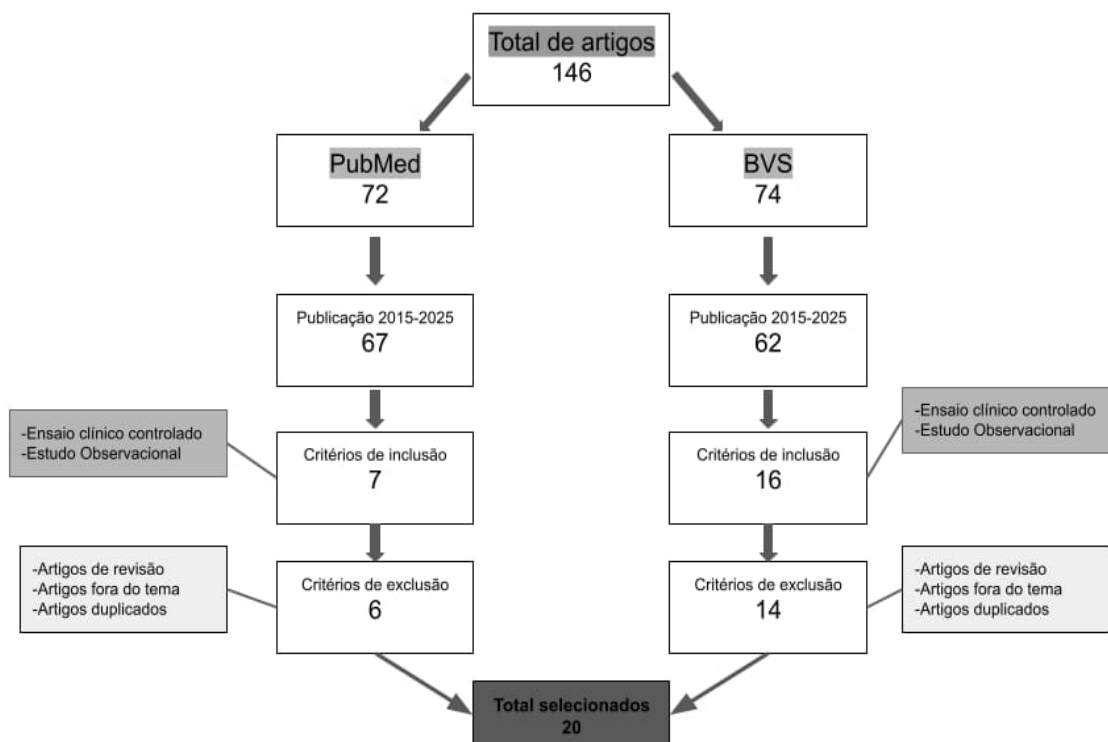 Total de artigos
146
PubMed
72
BVS
74
Publicação 2015-2025
67
Publicação 2015-2025
62
-Ensaio clínico controlado
-Estudo Observacional
Critérios de inclusão
7
Critérios de inclusão
16
-Ensaio clínico controlado
-Estudo Observacional
-Artigos de revisão
-Artigos fora do tema
-Artigos duplicados
Critérios de exclusão
6
Critérios de exclusão
14
-Artigos de revisão
-Artigos fora do tema
-Artigos duplicados
Total selecionados
20